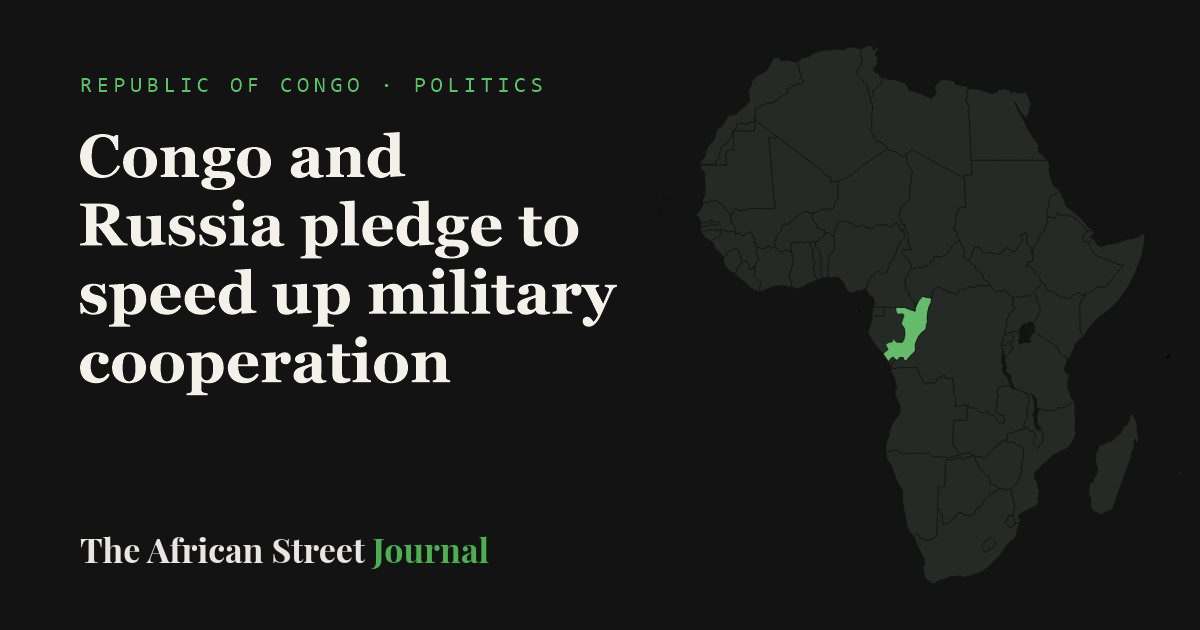 REPUBLIC OF CONGO · POLITICS
Congo and
Russia pledge to
speed up military
cooperation
The African Street Journal